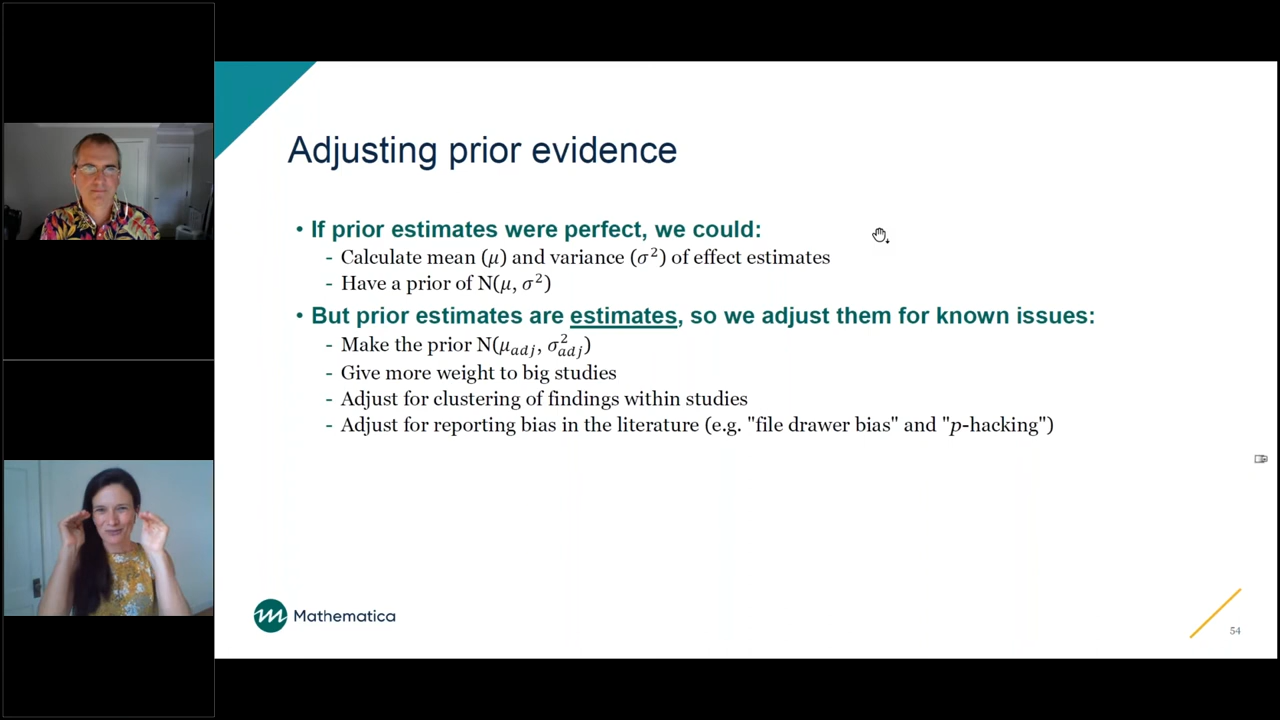 Adjusting prior evidence
• If prior estimates were perfect, we could:
- Calculate mean (μ) and variance (σ²) of effect estimates
- Have a prior of N(μ, σ²)
• But prior estimates are estimates, so we adjust them for known issues:
- Make the prior N(μ_adj, σ²_adj)
- Give more weight to big studies
- Adjust for clustering of findings within studies
- Adjust for reporting bias in the literature (e.g. "file drawer bias" and "p-hacking")
Mathematica
54